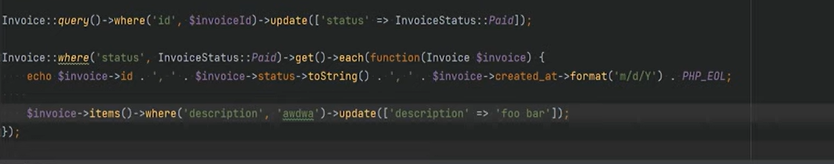 Invoice::query()->where('id', $invoiceId)->update(['status' => InvoiceStatus::Paid]);
Invoice::where('status', InvoiceStatus::Paid)->get()->each(function(Invoice $invoice) {
echo $invoice->id . ', ' . $invoice->status->toString() . ', ' . $invoice->created_at->format('m/d/Y') . PHP_EOL;
$invoice->items()->where('description', 'awdwa')->update(['description' => 'foo bar']);
});